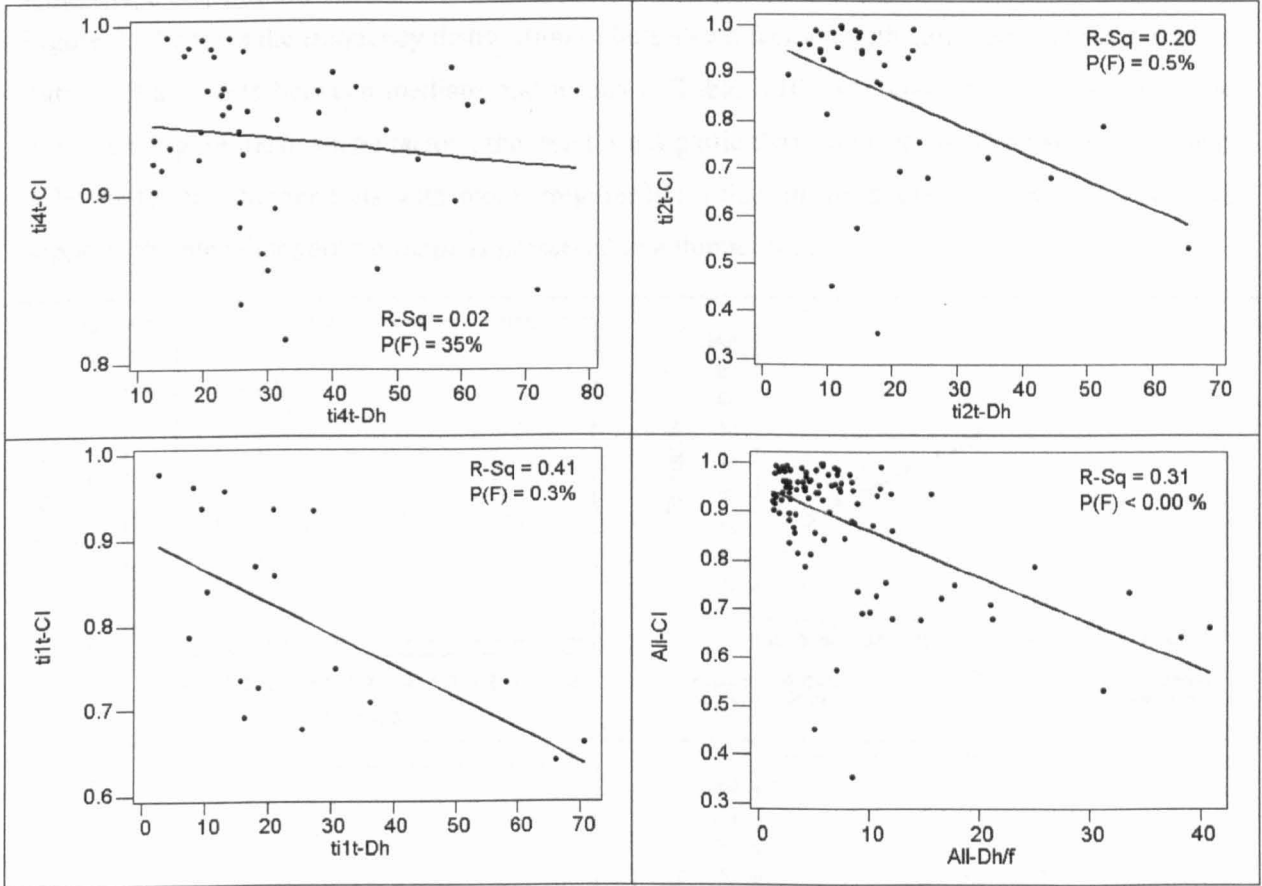 1.0
0.9
0.8
ti4t-CI
R-Sq = 0.02
P(F) = 35%
10 20 30 40 50 60 70 80
ti4t-Dh
1.0
0.9
0.8
0.7
0.6
0.5
0.4
0.3
ti2t-CI
R-Sq = 0.20
P(F) = 0.5%
0 10 20 30 40 50 60 70
ti2t-Dh
1.0
0.9
0.8
0.7
0.6
ti1t-CI
R-Sq = 0.41
P(F) = 0.3%
0 10 20 30 40 50 60 70
ti1t-Dh
1.0
0.9
0.8
0.7
0.6
0.5
0.4
0.3
All-CI
R-Sq = 0.31
P(F) < 0.00 %
0 10 20 30 40
All-Dh/f